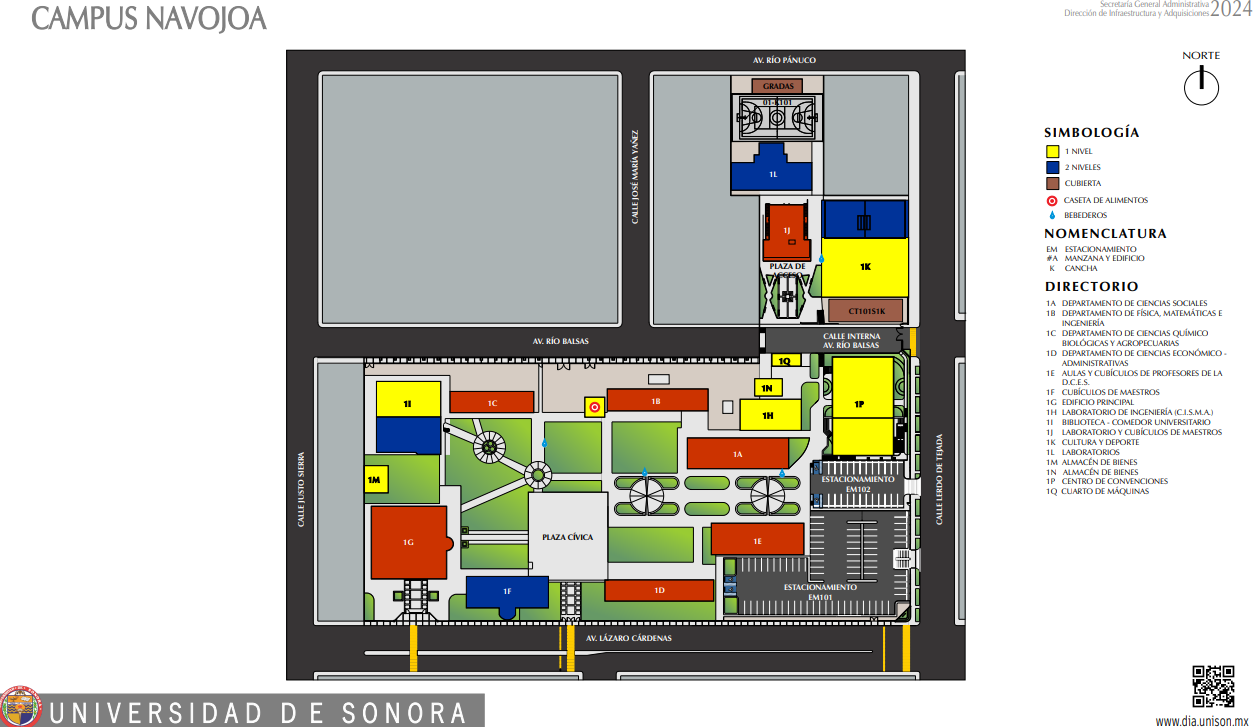 CAMPUS NAVOJOA
Secretaría General Administrativa
Dirección de Infraestructura y Adquisiciones 2024
NORTE
SIMBOLOGÍA
1 NIVEL
2 NIVELES
CUBIERTA
CASETA DE ALIMENTOS
BEBEDEROS
NOMENCLATURA
EM ESTACIONAMIENTO
#A MANZANA Y EDIFICIO
K CANCHA
DIRECTORIO
1A DEPARTAMENTO DE CIENCIAS SOCIALES
1B DEPARTAMENTO DE FÍSICA, MATEMÁTICAS E
INGENIERÍA
1C DEPARTAMENTO DE CIENCIAS QUÍMICO
BIOLÓGICAS Y AGROPECUARIAS
1D DEPARTAMENTO DE CIENCIAS ECONÓMICO -
ADMINISTRATIVAS
1E AULAS Y CUBÍCULOS DE PROFESORES DE LA
D.C.E.S.
1F CUBÍCULOS DE MAESTROS
1G EDIFICIO PRINCIPAL
1H LABORATORIO DE INGENIERÍA (C.I.S.M.A.)
1I BIBLIOTECA - COMEDOR UNIVERSITARIO
1J LABORATORIO Y CUBÍCULOS DE MAESTROS
1K CULTURA Y DEPORTE
1L LABORATORIOS
1M ALMACÉN DE BIENES
1N ALMACÉN DE BIENES
1P CENTRO DE CONVENCIONES
1Q CUARTO DE MÁQUINAS
AV. RÍO PÁNUCO
GRADAS
01-K101
CALLE JOSÉ MARÍA YAÑEZ
1L
1J
1K
PLAZA DE
ACCESO
CT101S1K
AV. RÍO BALSAS
CALLE INTERNA
AV. RÍO BALSAS
1Q
1N
1I
1C
1B
1H
1P
1A
CALLE JUSTO SIERRA
1M
ESTACIONAMIENTO
EM102
CALLE LERDO DE TEJADA
1G
PLAZA CÍVICA
1E
1F
1D
ESTACIONAMIENTO
EM101
AV. LÁZARO CÁRDENAS
UNIVERSIDAD DE SONORA
www.dia.unison.mx